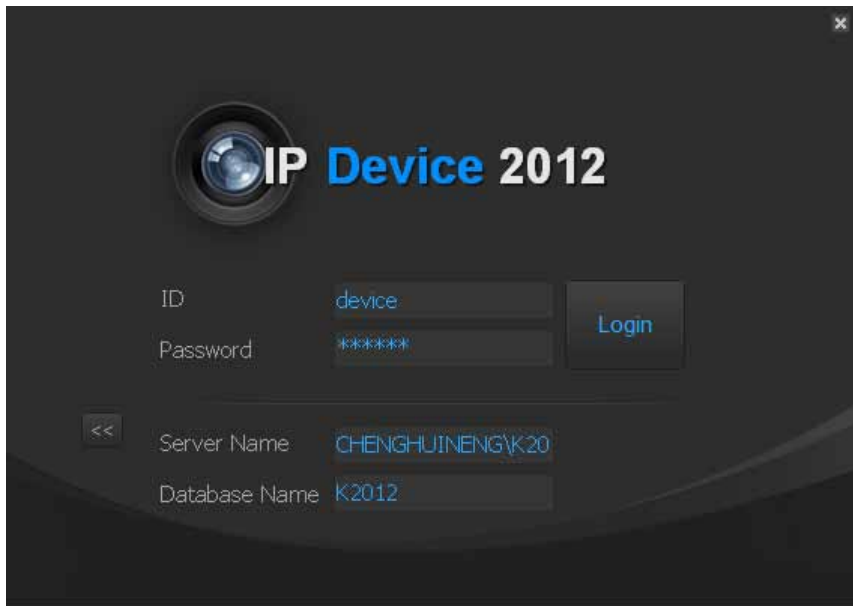 IP Device 2012
ID device
Password ******
Login
<<
Server Name CHENGHUINENG\K20
Database Name K2012